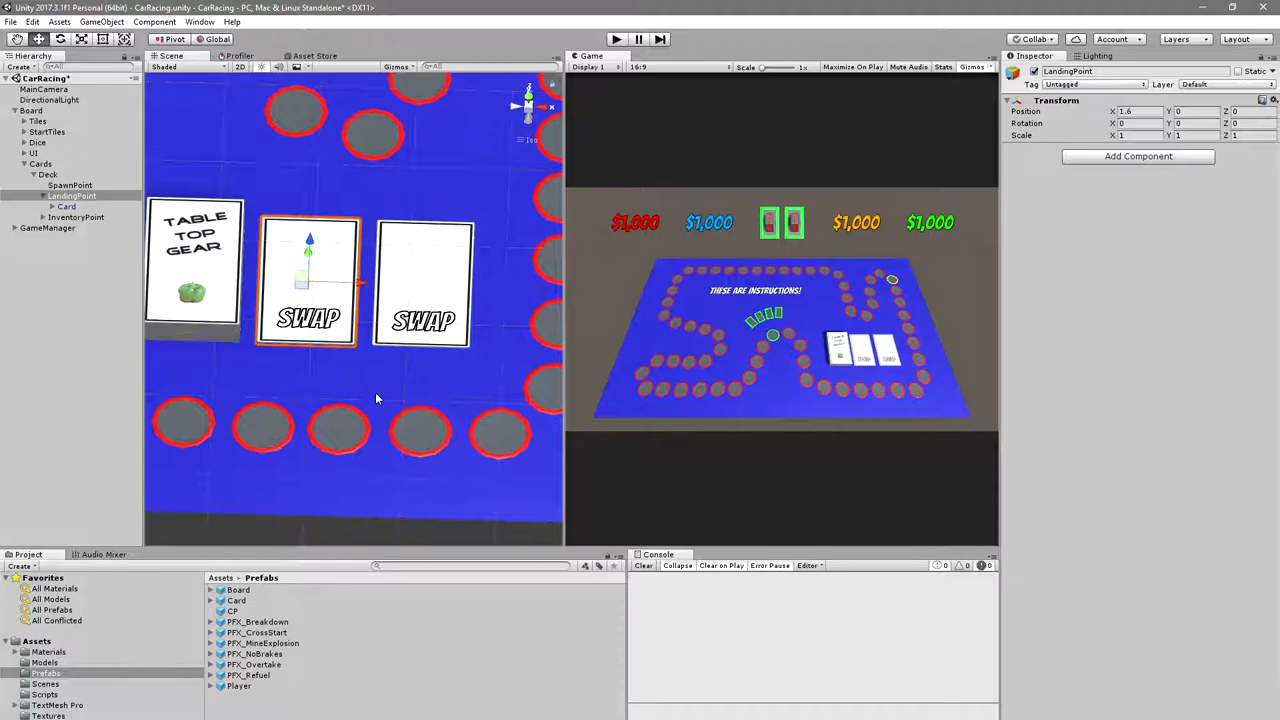 Unity 2017.3.1f1 Personal (64bit) - CarRacing.unity - CarRacing - PC, Mac & Linux Standalone* <DX11>
File Edit Assets GameObject Component Window Help
Pivot Global Collab Account Layers Layout
Hierarchy Scene Profiler Asset Store Game Inspector Lighting
Create All Shaded 2D Gizmos All Display 1 16:9 Scale 1x Maximize On Play Mute Audio Stats Gizmos
LandingPoint Static
Tag Untagged Layer Default
CarRacing*
MainCamera
DirectionalLight
Board
Tiles
StartTiles
Dice
UI
Cards
Deck
SpawnPoint
LandingPoint
Card
InventoryPoint
GameManager
x
Iso
TABLE
TOP
GEAR
SWAP
SWAP
$1,000 $1,000 $1,000 $1,000
THESE ARE INSTRUCTIONS!
Transform
Position X 1.6 Y 0 Z 0
Rotation X 0 Y 0 Z 0
Scale X 1 Y 1 Z 1
Add Component
Project Audio Mixer
Create
Favorites
All Materials
All Models
All Prefabs
All Conflicted
Assets
Materials
Models
Prefabs
Scenes
Scripts
TextMesh Pro
Textures
Assets Prefabs
Board
Card
CP
PFX_Breakdown
PFX_CrossStart
PFX_MineExplosion
PFX_NoBrakes
PFX_Overtake
PFX_Refuel
Player
Console
Clear Collapse Clear on Play Error Pause Editor 0 0 0